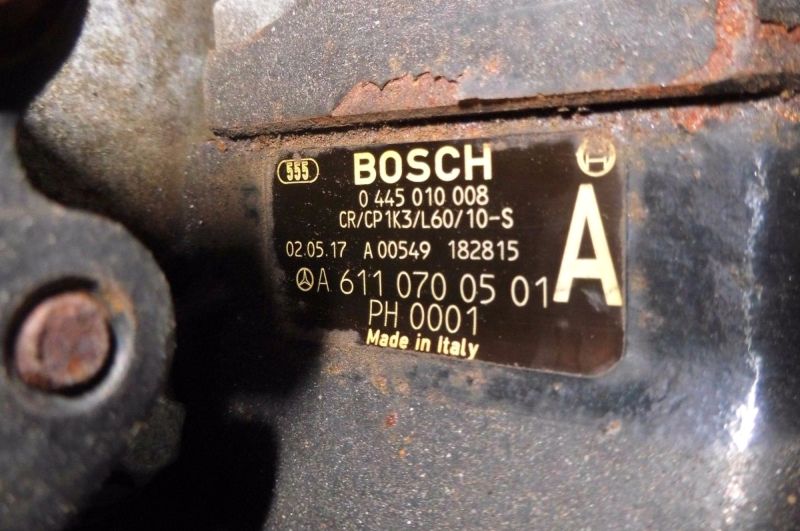 555 BOSCH
0 445 010 008
CR/CP1K3/L60/10-S
02.05.17 A 00549 182815
A 611 070 05 01
PH 0001
Made in Italy
A